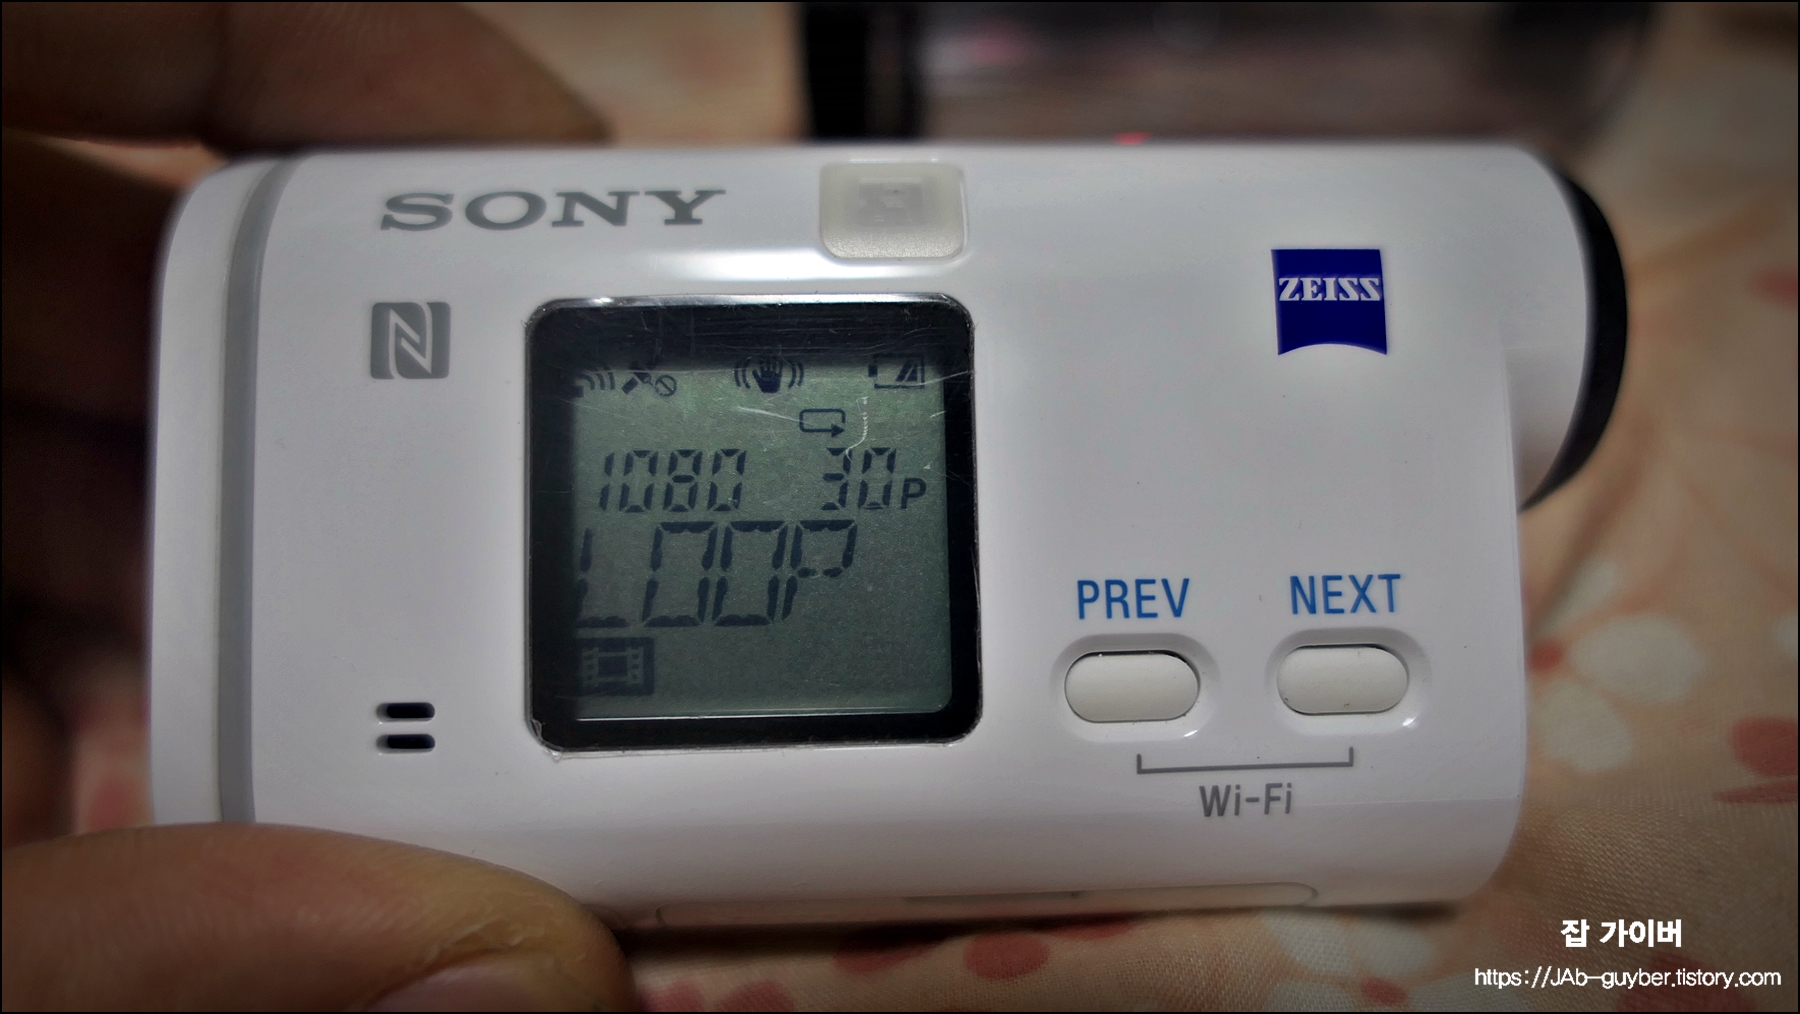 SONY
ZEISS
1080 30P
LOOP
PREV NEXT
Wi-Fi
잡 가이버
https://JAb-guyber.tistory.com